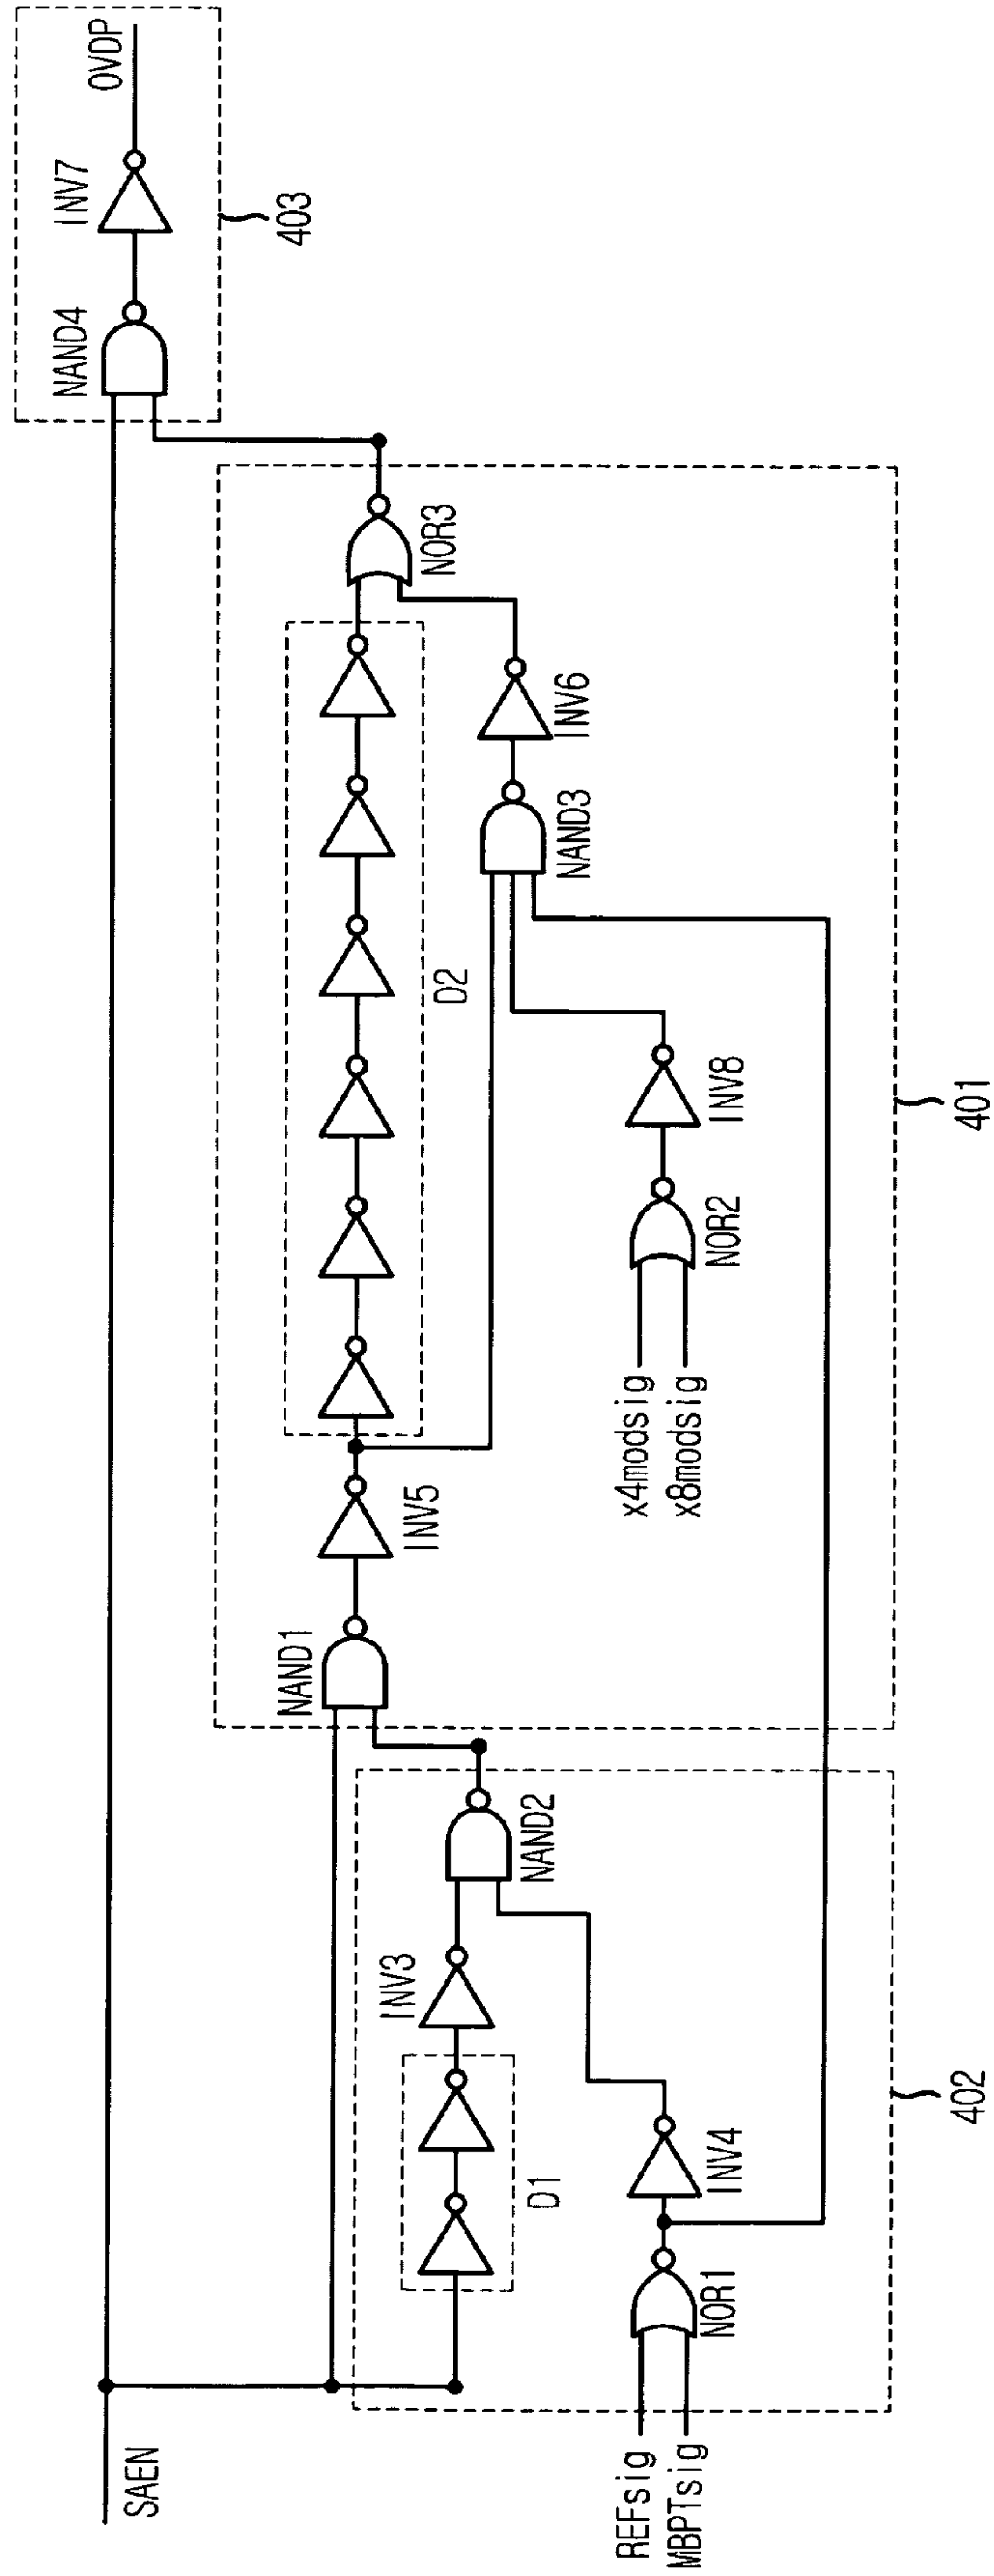 SAEN
NAND4
INV7
OVDP
403
NAND1
INV5
D2
NOR3
NAND3
INV6
x4modsig
x8modsig
NOR2
INV8
401
D1
INV3
NAND2
REFsig
MBPTsig
NOR1
INV4
402